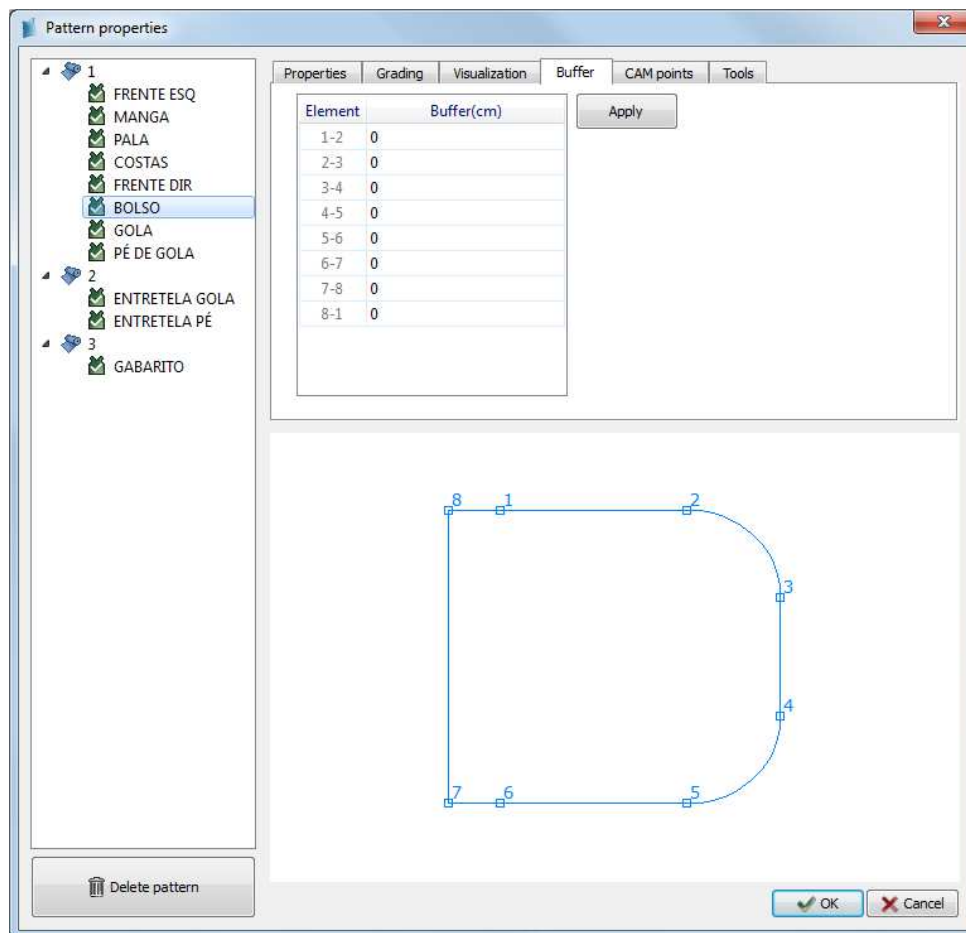 Pattern properties
1
FRENTE ESQ
MANGA
PALA
COSTAS
FRENTE DIR
BOLSO
GOLA
PÉ DE GOLA
2
ENTRETELA GOLA
ENTRETELA PÉ
3
GABARITO
Delete pattern
Properties Grading Visualization Buffer CAM points Tools
Element Buffer(cm)
1-2 0
2-3 0
3-4 0
4-5 0
5-6 0
6-7 0
7-8 0
8-1 0
Apply
8 1 2
3
4
7 6 5
OK Cancel